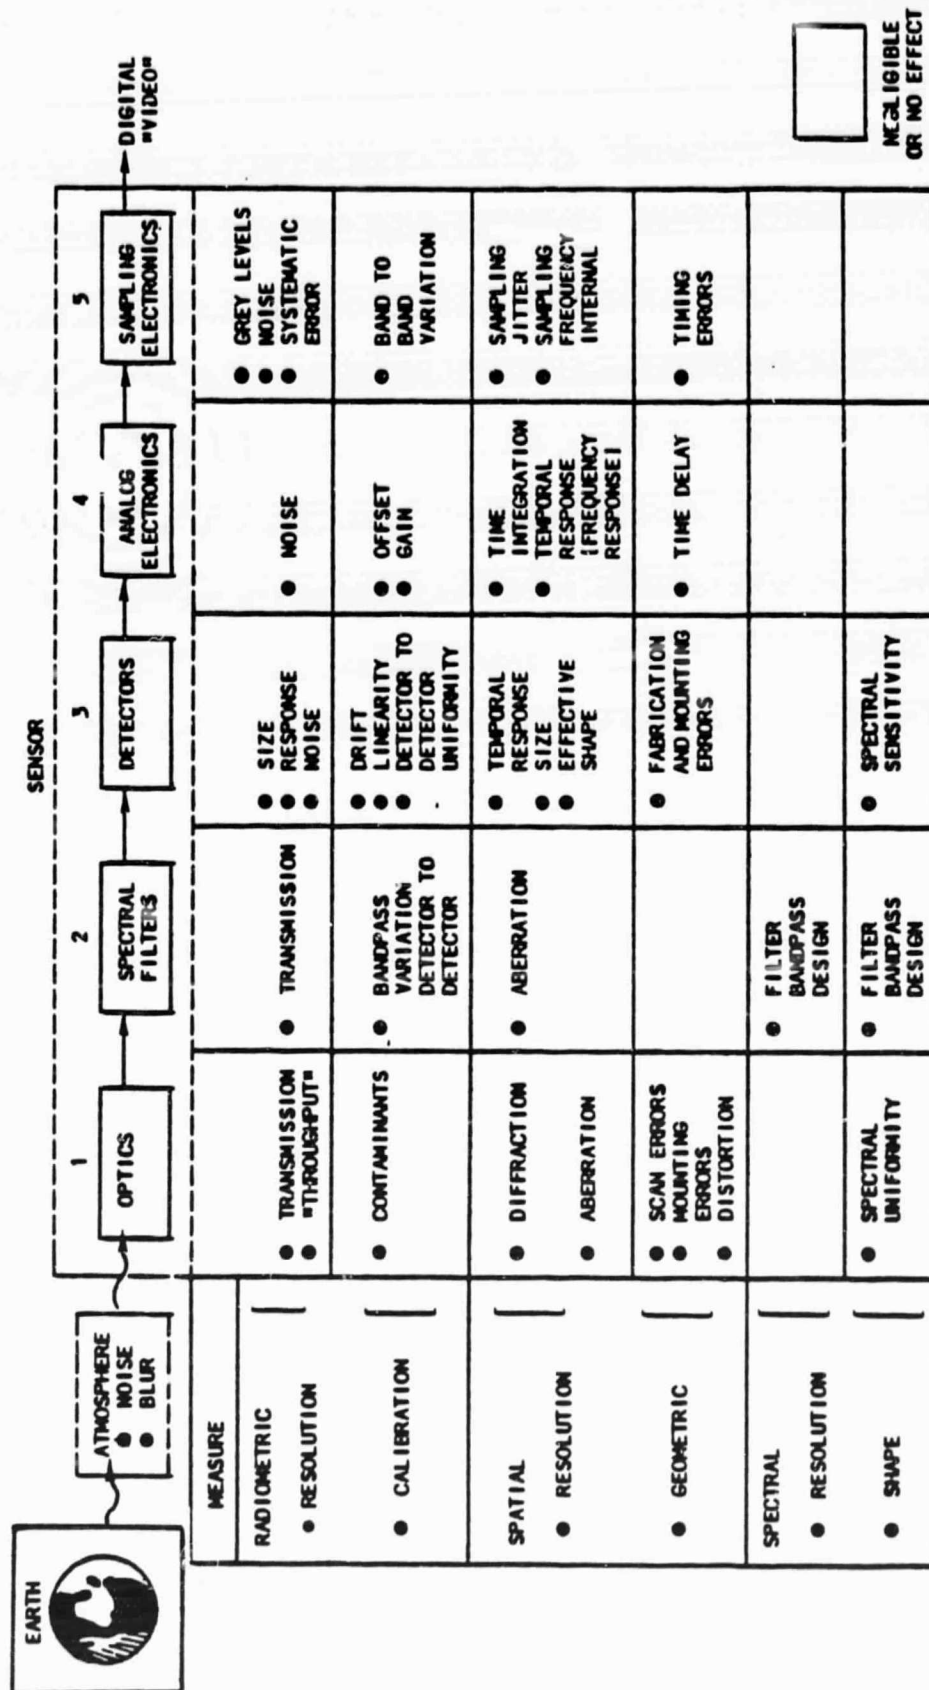 SENSOR
EARTH
ATMOSPHERE
● NOISE
● BLUR
1
OPTICS
2
SPECTRAL
FILTERS
3
DETECTORS
4
ANALOG
ELECTRONICS
5
SAMPLING
ELECTRONICS
DIGITAL
"VIDEO"
MEASURE
RADIOMETRIC
● RESOLUTION
● TRANSMISSION
● "THROUGHPUT"
● TRANSMISSION
● SIZE
● RESPONSE
● NOISE
● NOISE
● GREY LEVELS
● NOISE
● SYSTEMATIC
ERROR
● CALIBRATION
● CONTAMINANTS
● BANDPASS
VARIATION
DETECTOR TO
DETECTOR
● DRIFT
● LINEARITY
● DETECTOR TO
DETECTOR
UNIFORMITY
● OFFSET
● GAIN
● BAND TO
BAND
VARIATION
SPATIAL
● RESOLUTION
● DIFFRACTION
● ABERRATION
● ABERRATION
● TEMPORAL
RESPONSE
● SIZE
● EFFECTIVE
SHAPE
● TIME
INTEGRATION
● TEMPORAL
RESPONSE
[FREQUENCY
RESPONSE]
● SAMPLING
JITTER
● SAMPLING
FREQUENCY
INTERNAL
● GEOMETRIC
● SCAN ERRORS
● MOUNTING
ERRORS
● DISTORTION
● FABRICATION
AND MOUNTING
ERRORS
● TIME DELAY
● TIMING
ERRORS
SPECTRAL
● RESOLUTION
● FILTER
BANDPASS
DESIGN
● SHAPE
● SPECTRAL
UNIFORMITY
● FILTER
BANDPASS
DESIGN
● SPECTRAL
SENSITIVITY
NEGLIGIBLE
OR NO EFFECT